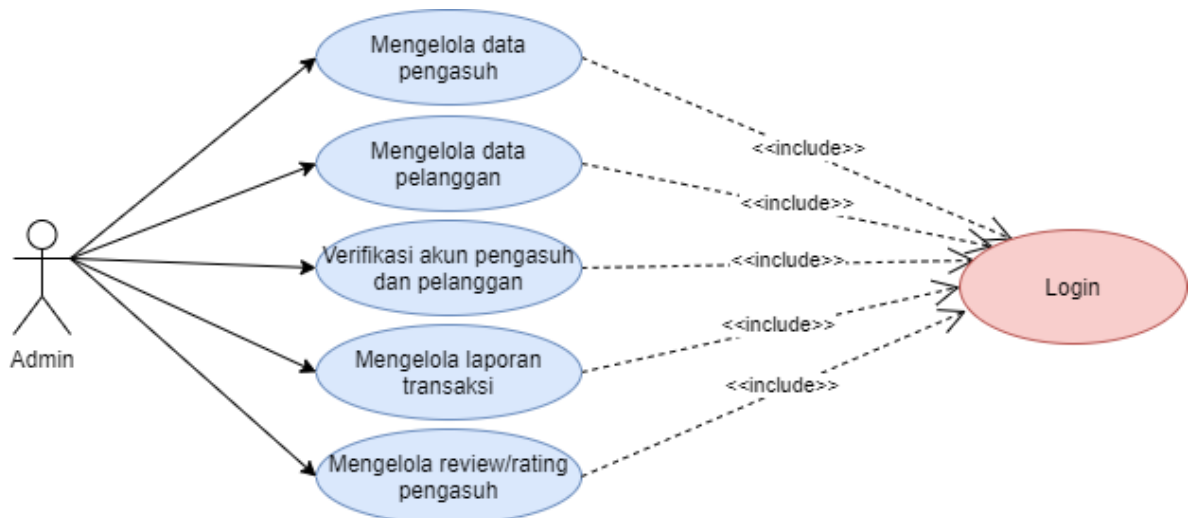 Mengelola data
pengasuh
<<include>>
Mengelola data
pelanggan
<<include>>
Verifikasi akun pengasuh
dan pelanggan
<<include>>
Login
Admin
Mengelola laporan
transaksi
<<include>>
Mengelola review/rating
pengasuh
<<include>>